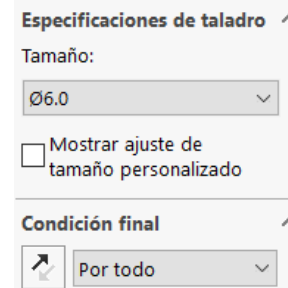 Especificaciones de taladro
Tamaño:
Ø6.0
Mostrar ajuste de
tamaño personalizado
Condición final
Por todo